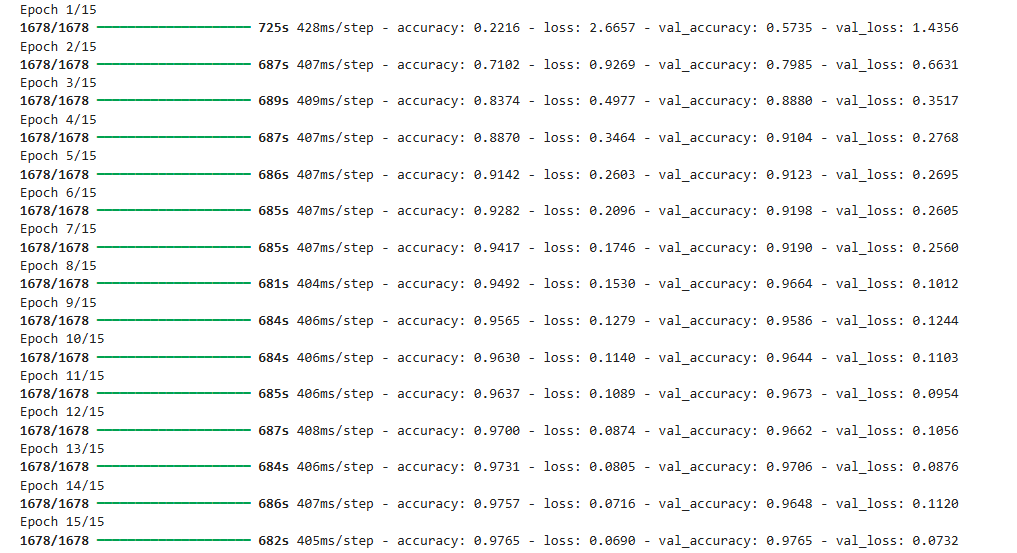 Epoch 1/15
1678/1678 ━━━━━━━━━━━━━━━━━━━━ 725s 428ms/step - accuracy: 0.2216 - loss: 2.6657 - val_accuracy: 0.5735 - val_loss: 1.4356
Epoch 2/15
1678/1678 ━━━━━━━━━━━━━━━━━━━━ 687s 407ms/step - accuracy: 0.7102 - loss: 0.9269 - val_accuracy: 0.7985 - val_loss: 0.6631
Epoch 3/15
1678/1678 ━━━━━━━━━━━━━━━━━━━━ 689s 409ms/step - accuracy: 0.8374 - loss: 0.4977 - val_accuracy: 0.8880 - val_loss: 0.3517
Epoch 4/15
1678/1678 ━━━━━━━━━━━━━━━━━━━━ 687s 407ms/step - accuracy: 0.8870 - loss: 0.3464 - val_accuracy: 0.9104 - val_loss: 0.2768
Epoch 5/15
1678/1678 ━━━━━━━━━━━━━━━━━━━━ 686s 407ms/step - accuracy: 0.9142 - loss: 0.2603 - val_accuracy: 0.9123 - val_loss: 0.2695
Epoch 6/15
1678/1678 ━━━━━━━━━━━━━━━━━━━━ 685s 407ms/step - accuracy: 0.9282 - loss: 0.2096 - val_accuracy: 0.9198 - val_loss: 0.2605
Epoch 7/15
1678/1678 ━━━━━━━━━━━━━━━━━━━━ 685s 407ms/step - accuracy: 0.9417 - loss: 0.1746 - val_accuracy: 0.9190 - val_loss: 0.2560
Epoch 8/15
1678/1678 ━━━━━━━━━━━━━━━━━━━━ 681s 404ms/step - accuracy: 0.9492 - loss: 0.1530 - val_accuracy: 0.9664 - val_loss: 0.1012
Epoch 9/15
1678/1678 ━━━━━━━━━━━━━━━━━━━━ 684s 406ms/step - accuracy: 0.9565 - loss: 0.1279 - val_accuracy: 0.9586 - val_loss: 0.1244
Epoch 10/15
1678/1678 ━━━━━━━━━━━━━━━━━━━━ 684s 406ms/step - accuracy: 0.9630 - loss: 0.1140 - val_accuracy: 0.9644 - val_loss: 0.1103
Epoch 11/15
1678/1678 ━━━━━━━━━━━━━━━━━━━━ 685s 406ms/step - accuracy: 0.9637 - loss: 0.1089 - val_accuracy: 0.9673 - val_loss: 0.0954
Epoch 12/15
1678/1678 ━━━━━━━━━━━━━━━━━━━━ 687s 408ms/step - accuracy: 0.9700 - loss: 0.0874 - val_accuracy: 0.9662 - val_loss: 0.1056
Epoch 13/15
1678/1678 ━━━━━━━━━━━━━━━━━━━━ 684s 406ms/step - accuracy: 0.9731 - loss: 0.0805 - val_accuracy: 0.9706 - val_loss: 0.0876
Epoch 14/15
1678/1678 ━━━━━━━━━━━━━━━━━━━━ 686s 407ms/step - accuracy: 0.9757 - loss: 0.0716 - val_accuracy: 0.9648 - val_loss: 0.1120
Epoch 15/15
1678/1678 ━━━━━━━━━━━━━━━━━━━━ 682s 405ms/step - accuracy: 0.9765 - loss: 0.0690 - val_accuracy: 0.9765 - val_loss: 0.0732